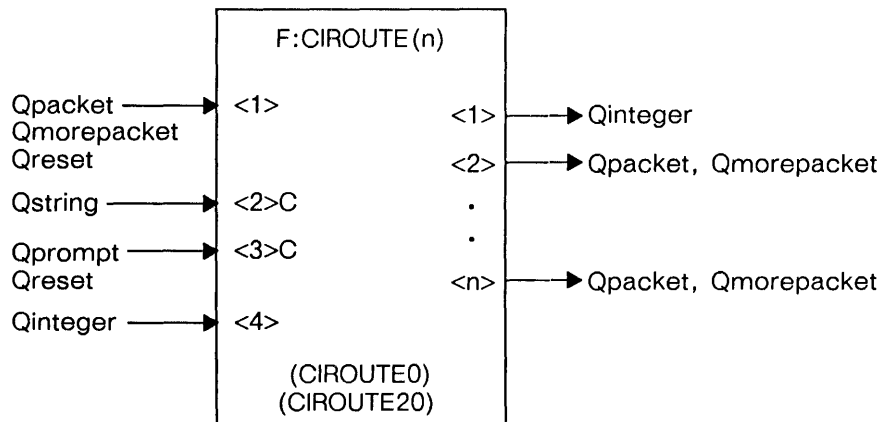 F:CIROUTE(n)
Qpacket <1>
Qmorepacket
Qreset
<1> Qinteger
<2> Qpacket, Qmorepacket
Qstring <2>C
.
Qprompt <3>C
Qreset
.
<n> Qpacket, Qmorepacket
Qinteger <4>
(CIROUTE0)
(CIROUTE20)